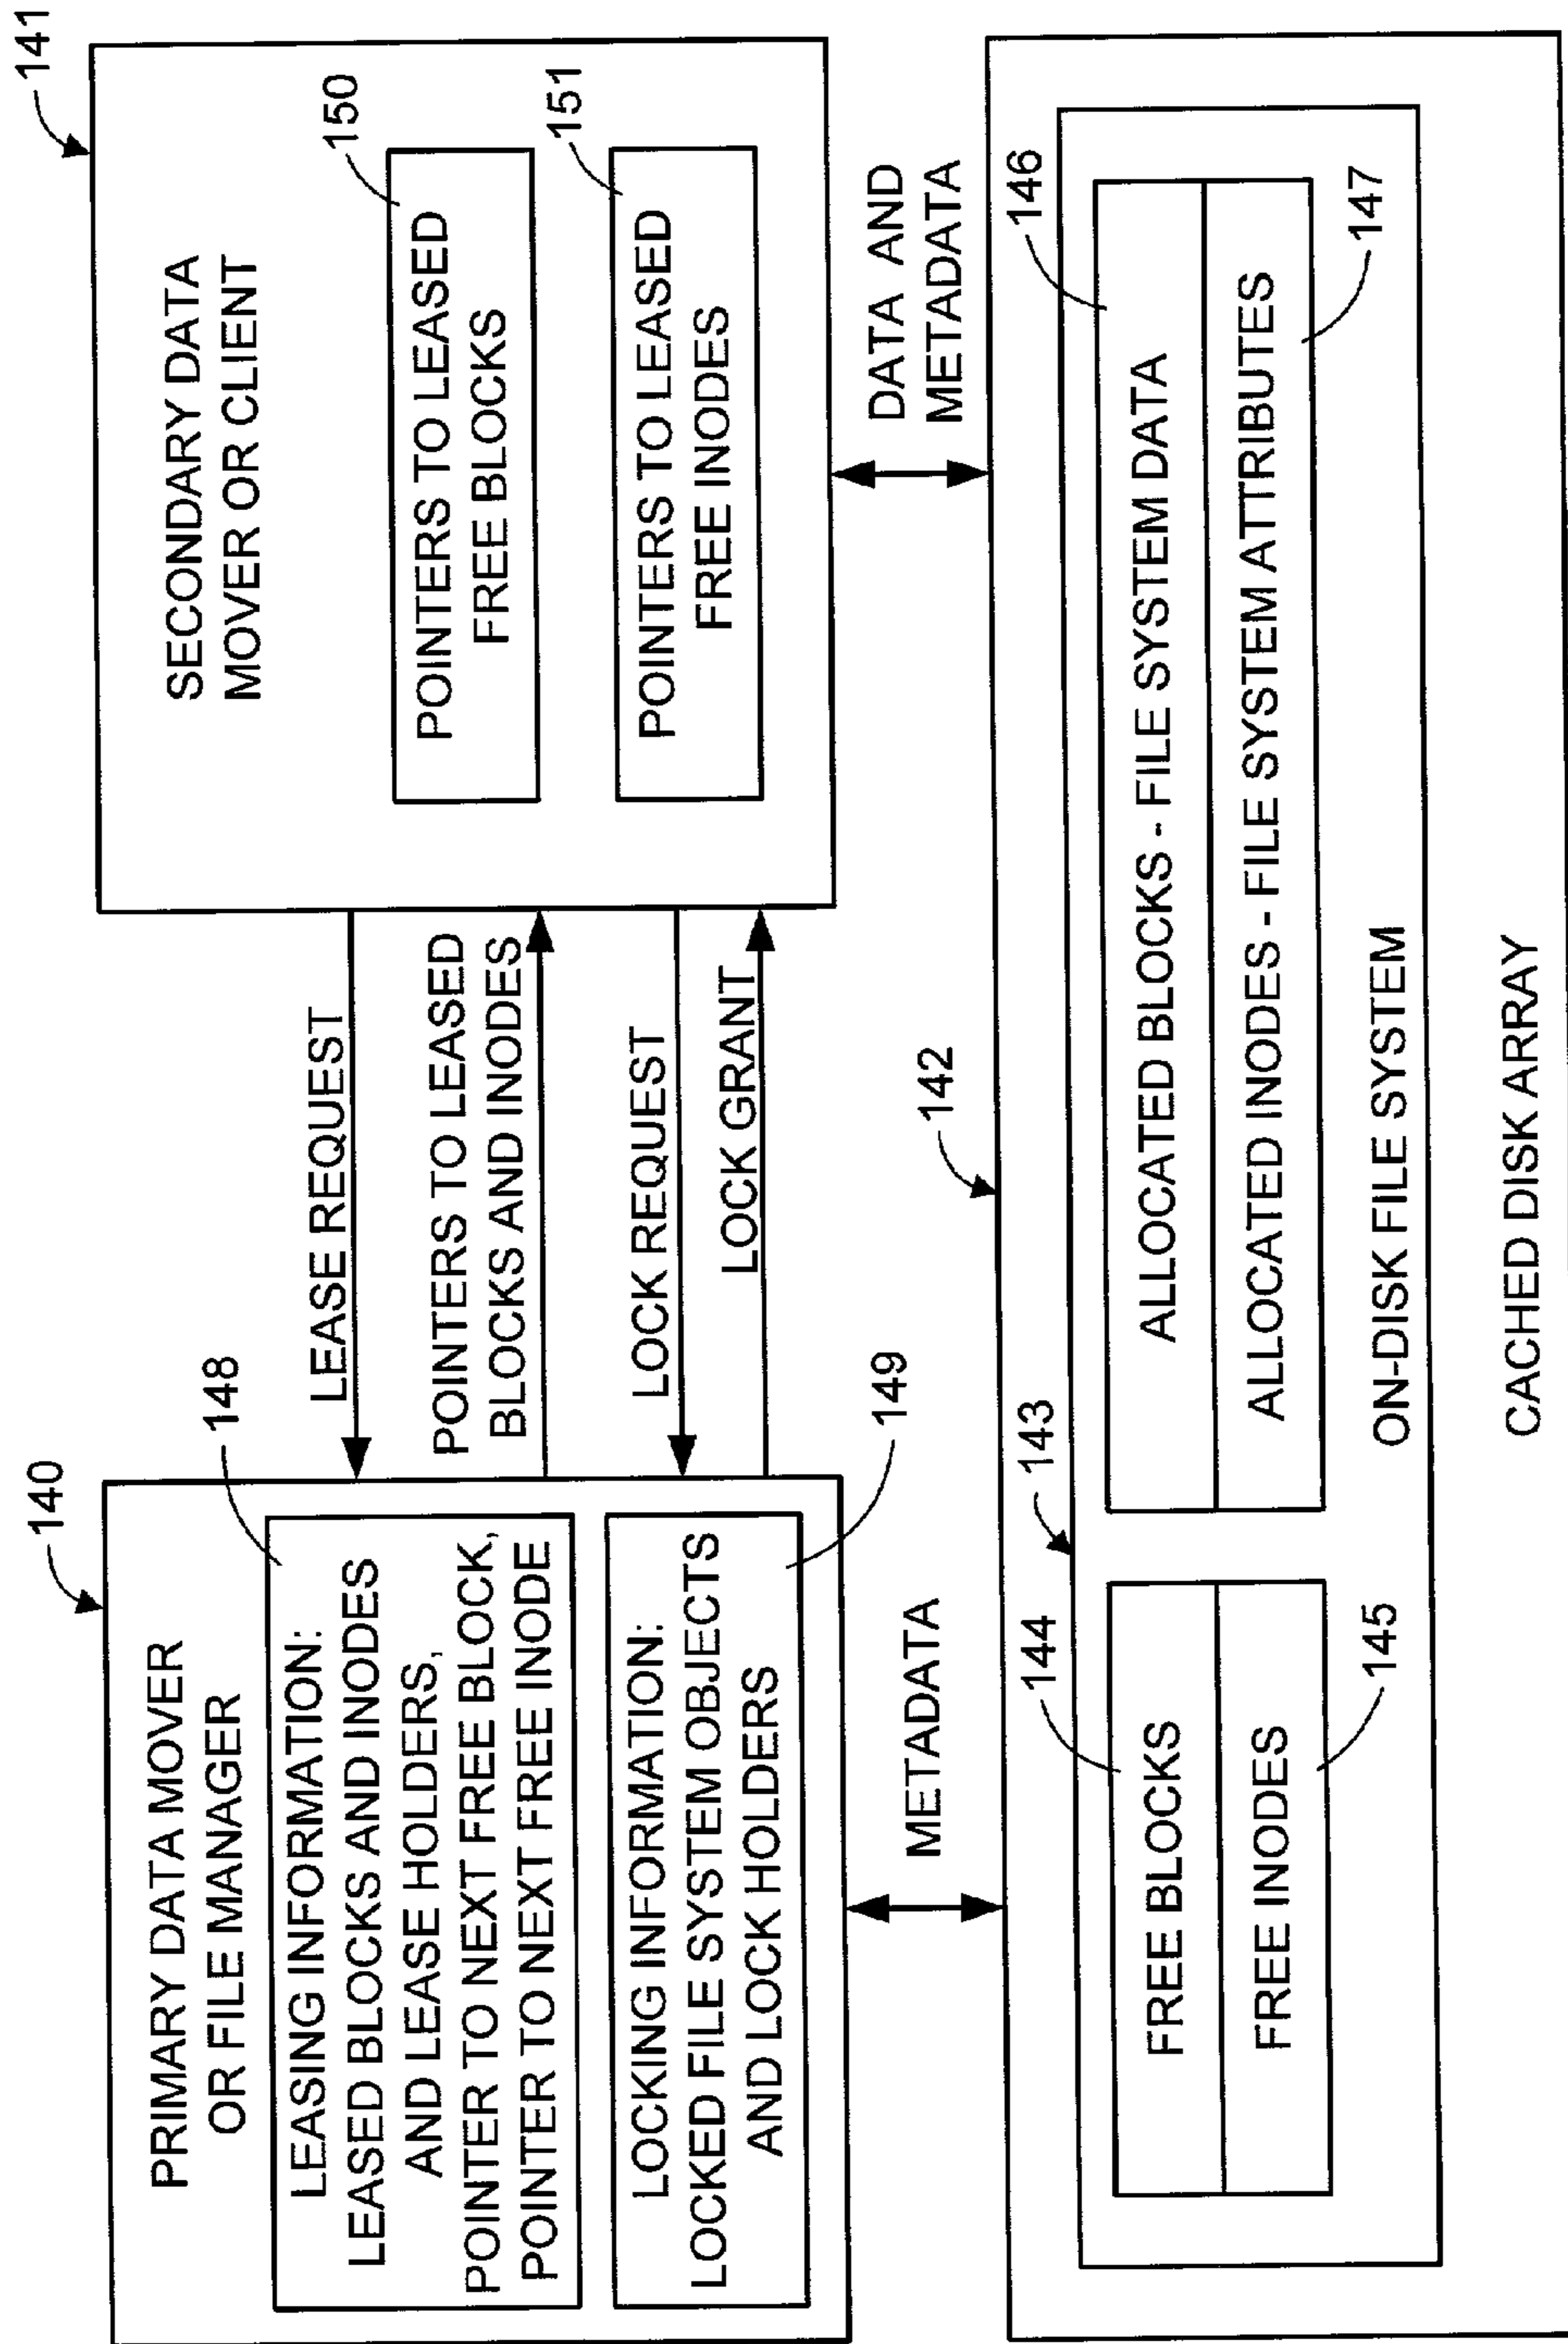 140
PRIMARY DATA MOVER
OR FILE MANAGER
148
LEASING INFORMATION:
LEASED BLOCKS AND INODES
AND LEASE HOLDERS,
POINTER TO NEXT FREE BLOCK,
POINTER TO NEXT FREE INODE
LOCKING INFORMATION:
LOCKED FILE SYSTEM OBJECTS
AND LOCK HOLDERS
149
LEASE REQUEST
POINTERS TO LEASED
BLOCKS AND INODES
LOCK REQUEST
LOCK GRANT
141
SECONDARY DATA
MOVER OR CLIENT
150
POINTERS TO LEASED
FREE BLOCKS
151
POINTERS TO LEASED
FREE INODES
METADATA
DATA AND
METADATA
142
143
144
FREE BLOCKS
FREE INODES
145
146
ALLOCATED BLOCKS - FILE SYSTEM DATA
ALLOCATED INODES - FILE SYSTEM ATTRIBUTES
147
ON-DISK FILE SYSTEM
CACHED DISK ARRAY